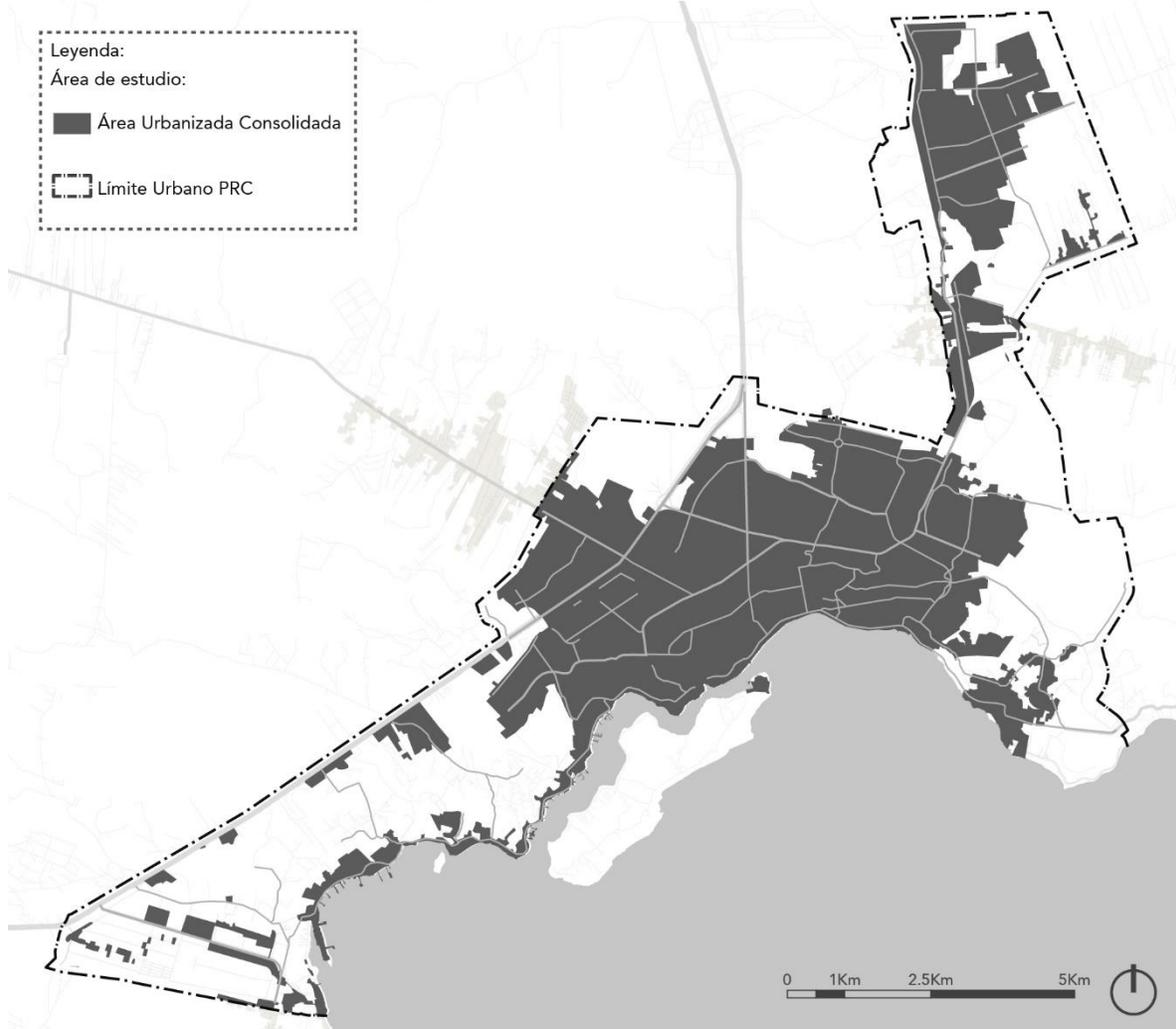 Leyenda:
Área de estudio:
Área Urbanizada Consolidada
Límite Urbano PRC
0 1Km 2.5Km 5Km